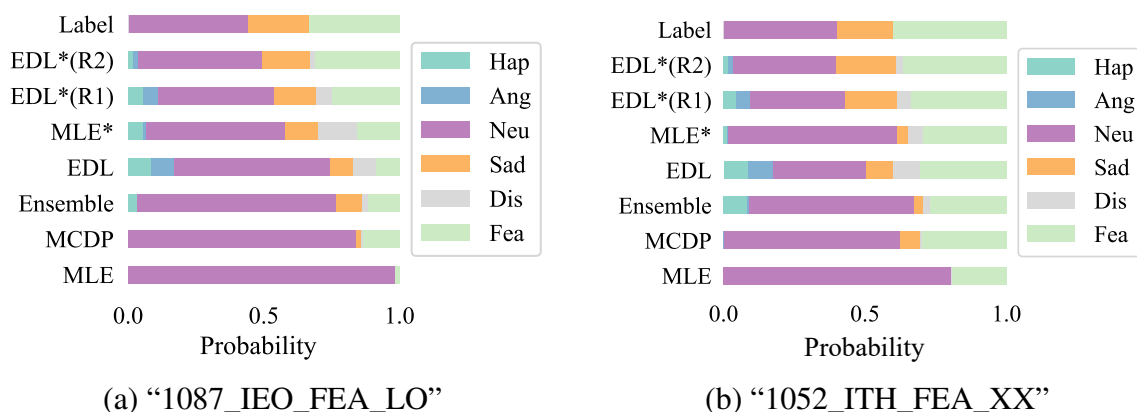 Label
EDL*(R2)
EDL*(R1)
MLE*
EDL
Ensemble
MCDP
MLE
0.0 0.5 1.0
Probability
Hap
Ang
Neu
Sad
Dis
Fea
(a) “1087_IEO_FEA_LO”
Label
EDL*(R2)
EDL*(R1)
MLE*
EDL
Ensemble
MCDP
MLE
0.0 0.5 1.0
Probability
Hap
Ang
Neu
Sad
Dis
Fea
(b) “1052_ITH_FEA_XX”